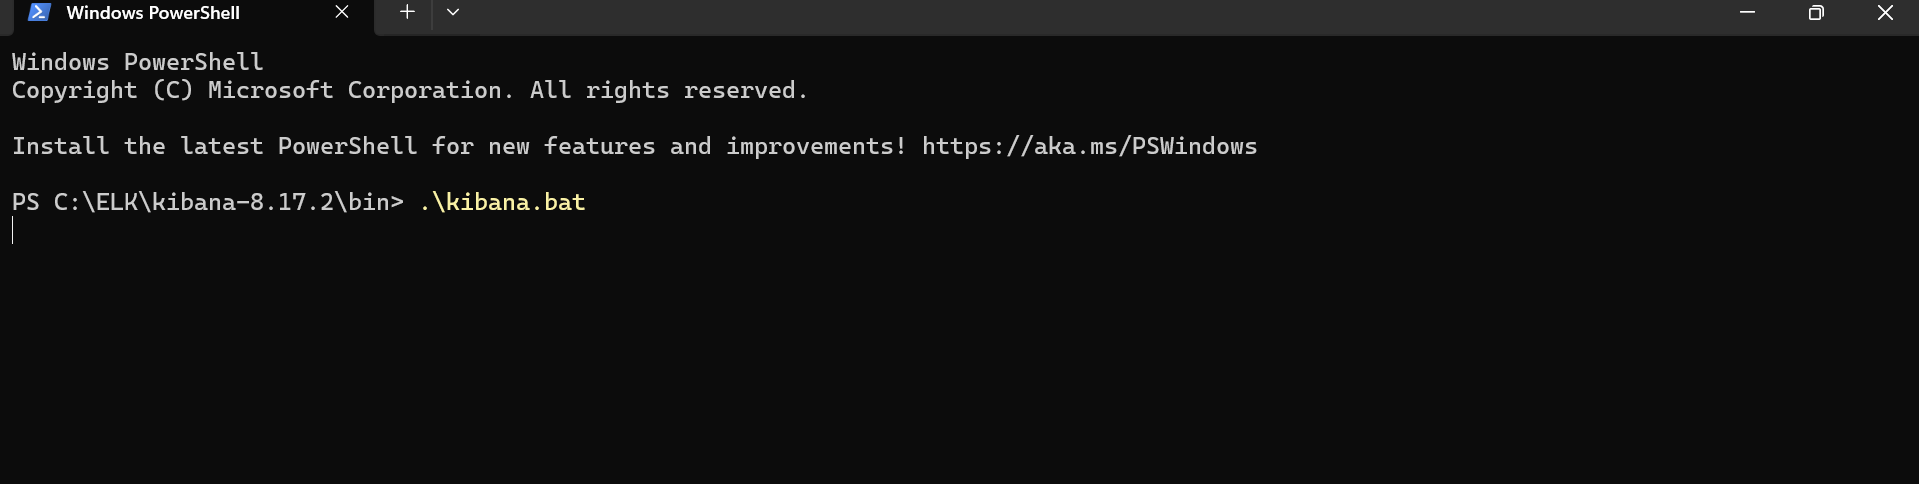 Windows PowerShell
Windows PowerShell
Copyright (C) Microsoft Corporation. All rights reserved.
Install the latest PowerShell for new features and improvements! https://aka.ms/PSWindows
PS C:\ELK\kibana-8.17.2\bin> .\kibana.bat